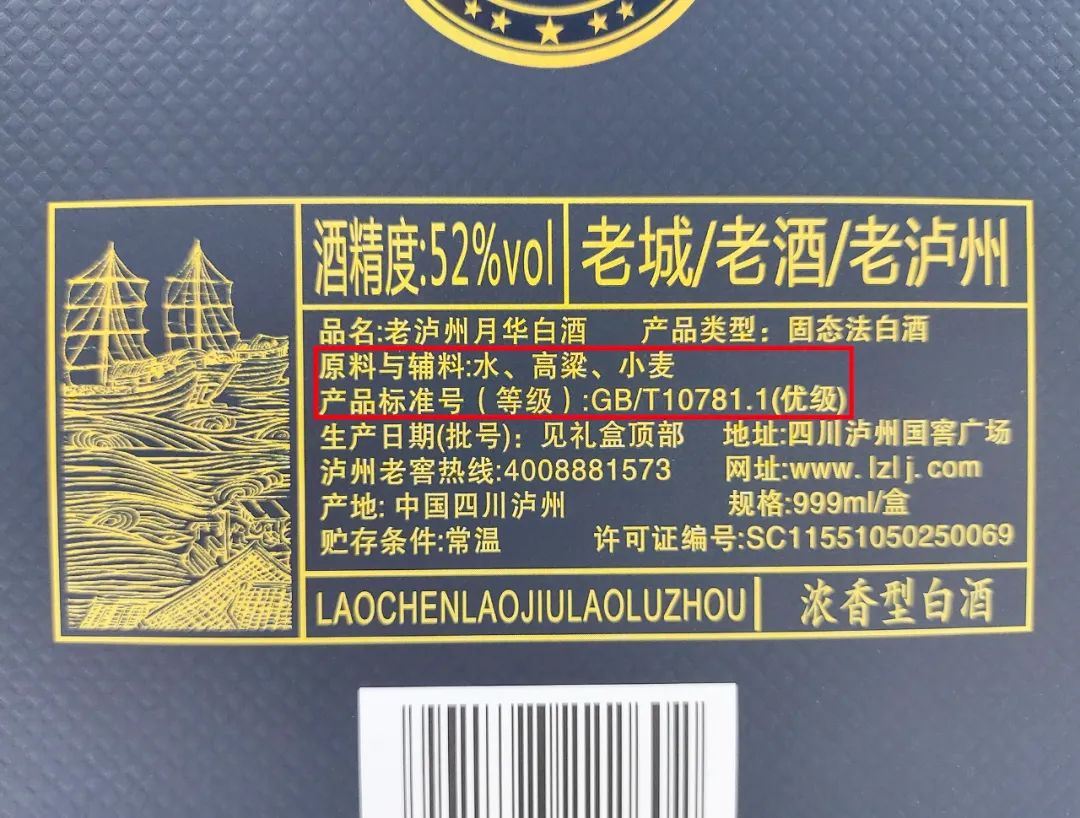 酒精度:52%vol
老城/老酒/老泸州
品名:老泸州月华白酒 产品类型：固态法白酒
原料与辅料:水、高粱、小麦
产品标准号（等级）:GB/T10781.1(优级)
生产日期(批号)：见礼盒顶部 地址:四川泸州国窖广场
泸州老窖热线:4008881573 网址:www.lzlj.com
产地:中国四川泸州 规格:999ml/盒
贮存条件:常温 许可证编号:SC11551050250069
LAOCHENLAOJIULAOLUZHOU
浓香型白酒